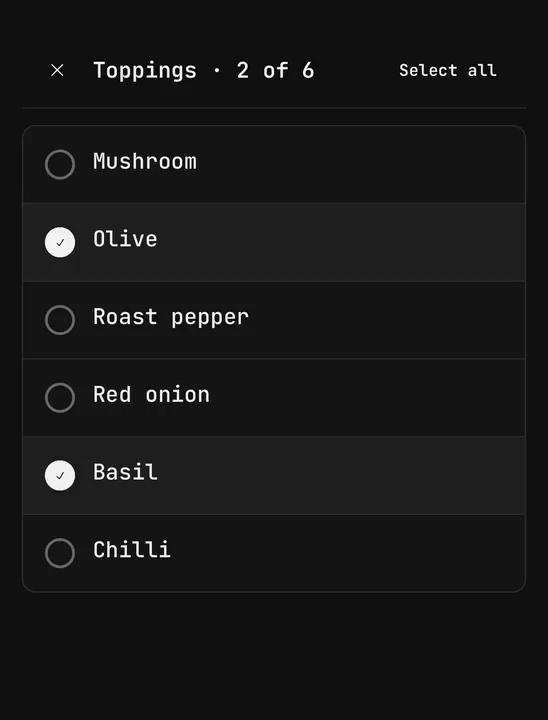 Toppings · 2 of 6 Select all
Mushroom
Olive
Roast pepper
Red onion
Basil
Chilli